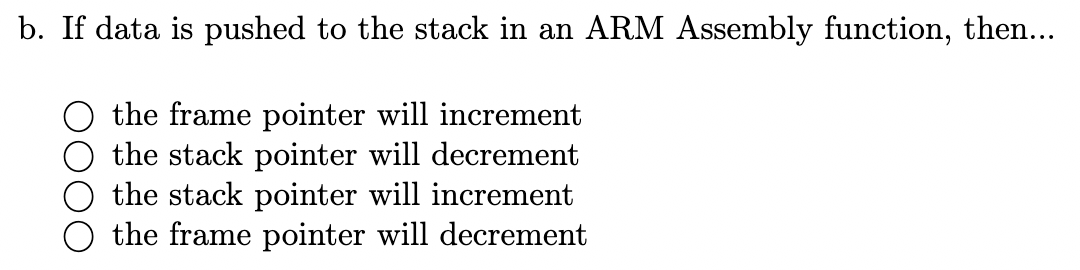 b. If data is pushed to the stack in an ARM Assembly function, then...
the frame pointer will increment
the stack pointer will decrement
the stack pointer will increment
the frame pointer will decrement